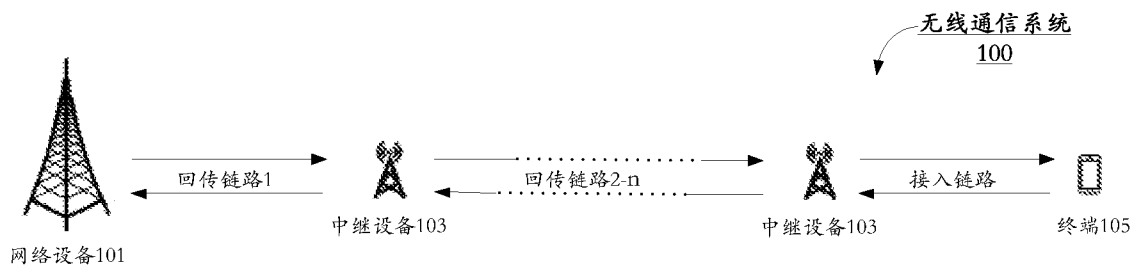 无线通信系统
100
回传链路1
回传链路2-n
接入链路
中继设备103
中继设备103
终端105
网络设备101